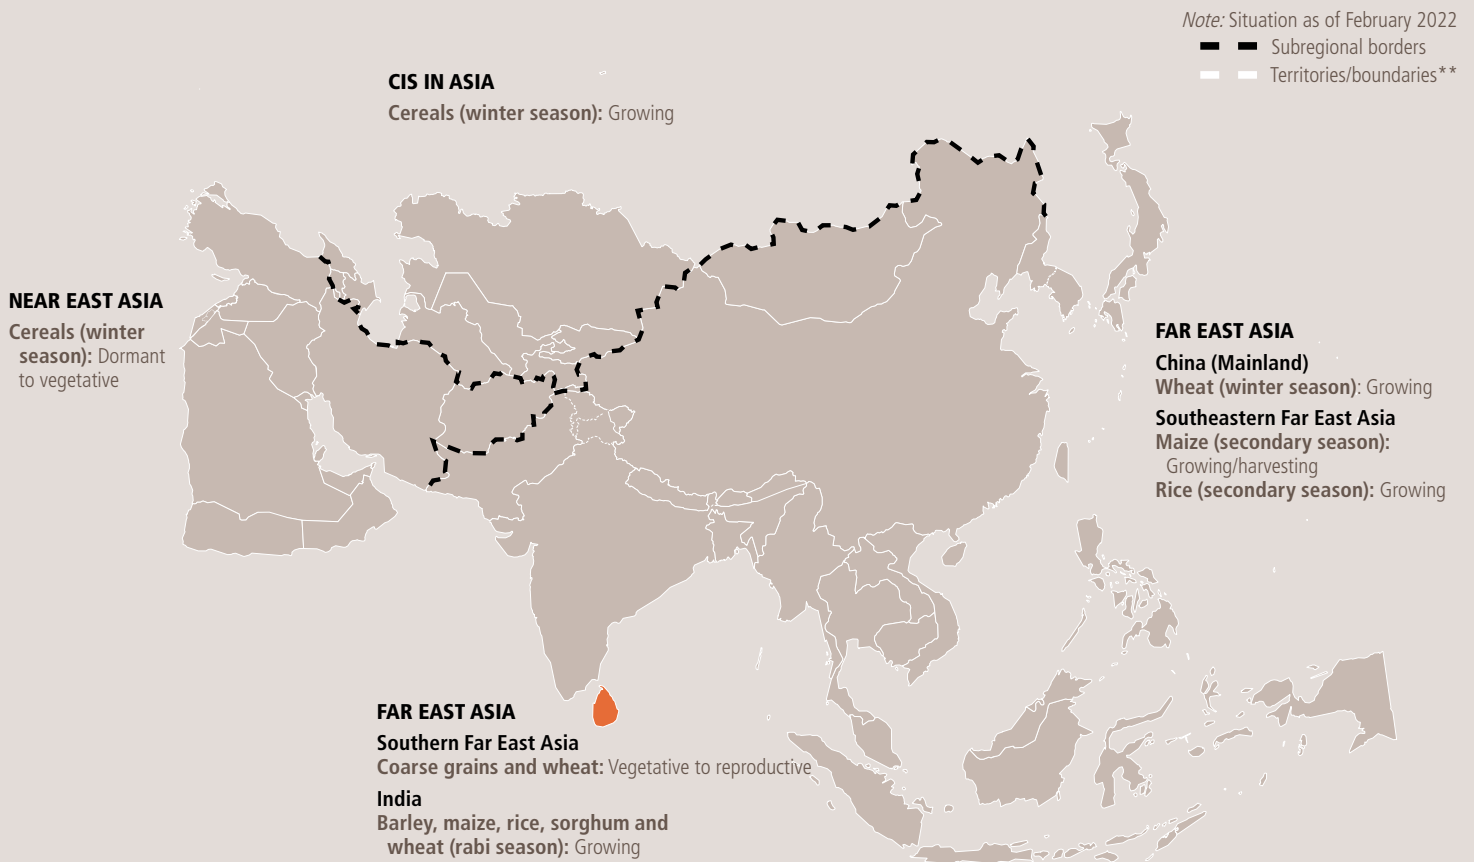 Note: Situation as of February 2022
Subregional borders
Territories/boundaries**
CIS IN ASIA
Cereals (winter season): Growing
NEAR EAST ASIA
Cereals (winter
season): Dormant
to vegetative
FAR EAST ASIA
China (Mainland)
Wheat (winter season): Growing
Southeastern Far East Asia
Maize (secondary season):
Growing/harvesting
Rice (secondary season): Growing
FAR EAST ASIA
Southern Far East Asia
Coarse grains and wheat: Vegetative to reproductive
India
Barley, maize, rice, sorghum and
wheat (rabi season): Growing